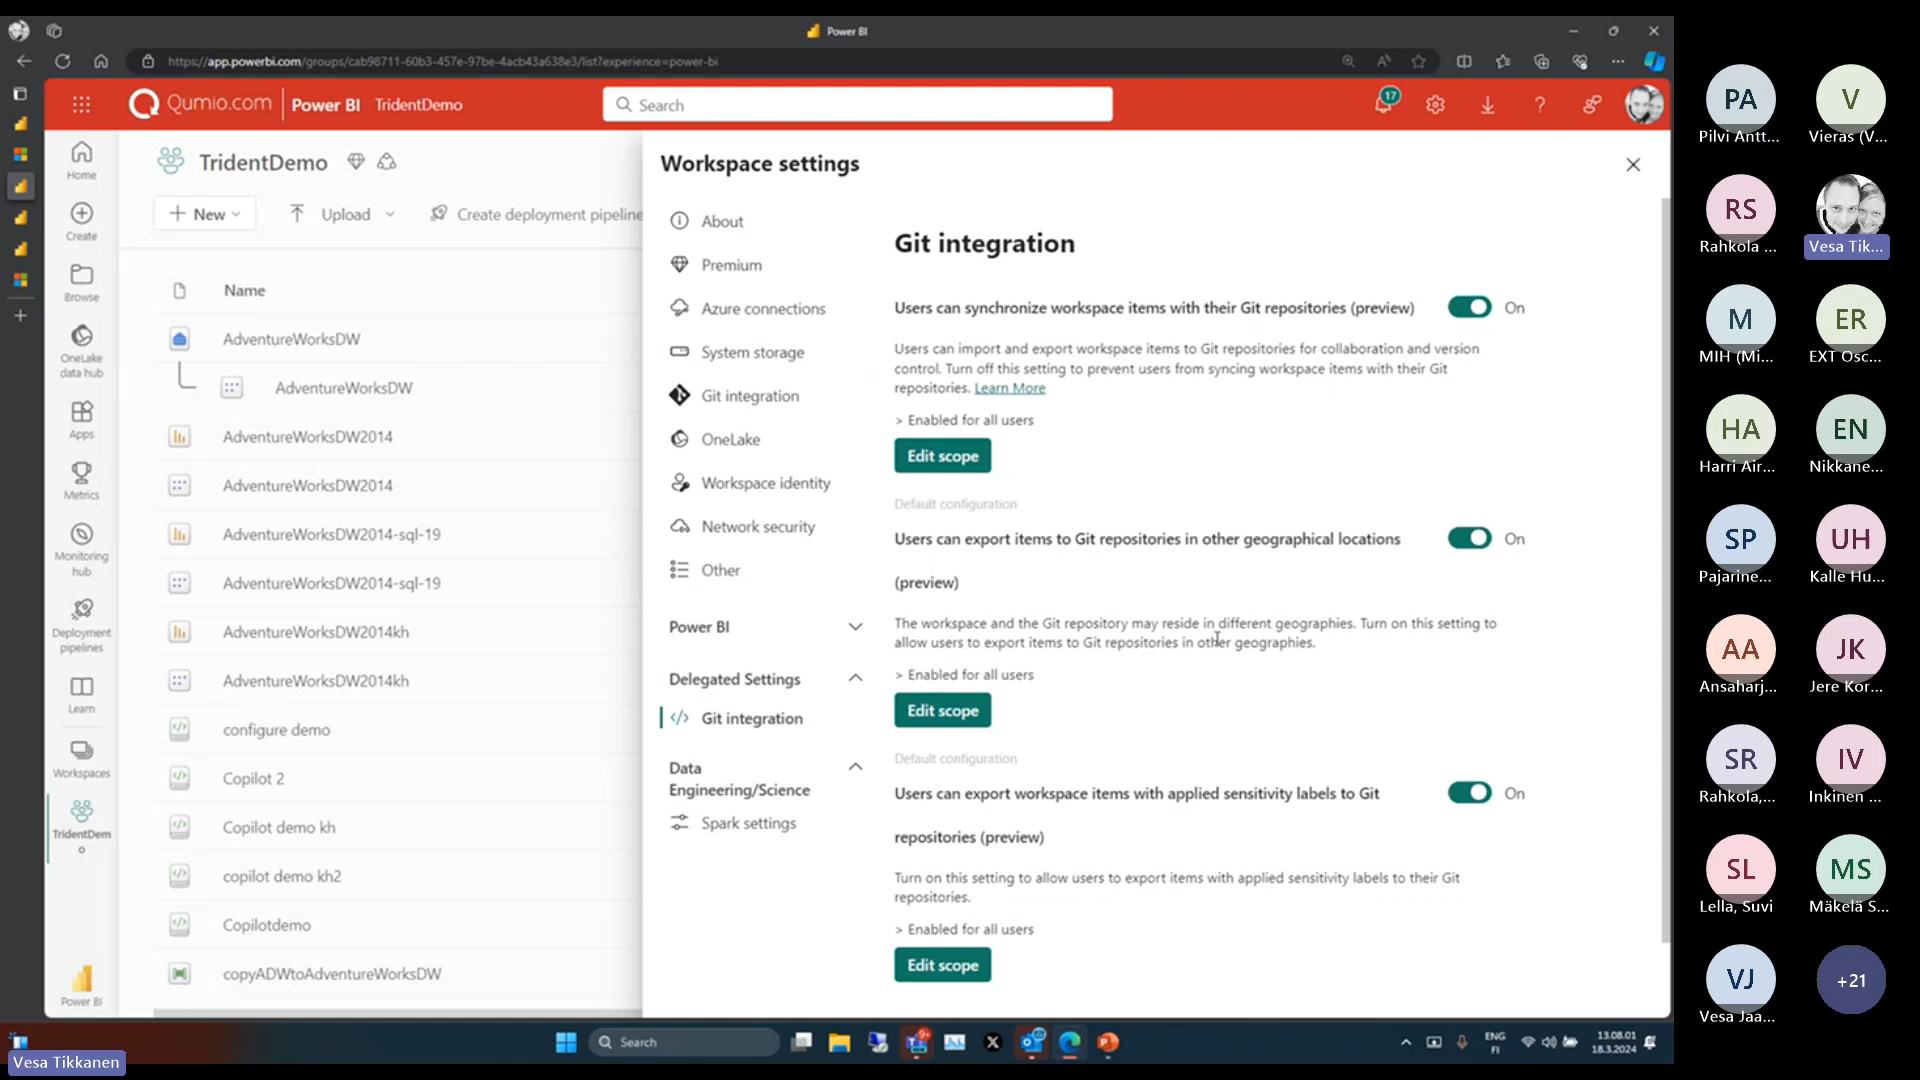 Power BI
https://app.powerbi.com/groups/cab98711-60b3-457e-97be-4acb43a638e3/list?experience=power-bi
Qumio.com
Power BI TridentDemo
Search
17
Home
Create
Browse
OneLake
data hub
Apps
Metrics
Monitoring
hub
Deployment
pipelines
Learn
Workspaces
TridentDem
o
Power BI
TridentDemo
New
Upload
Create deployment pipeline
Name
AdventureWorksDW
AdventureWorksDW
AdventureWorksDW2014
AdventureWorksDW2014
AdventureWorksDW2014-sql-19
AdventureWorksDW2014-sql-19
AdventureWorksDW2014kh
AdventureWorksDW2014kh
configure demo
Copilot 2
Copilot demo kh
copilot demo kh2
Copilotdemo
copyADWtoAdventureWorksDW
Workspace settings
About
Premium
Azure connections
System storage
Git integration
OneLake
Workspace identity
Network security
Other
Power BI
Delegated Settings
Git integration
Data
Engineering/Science
Spark settings
Git integration
Users can synchronize workspace items with their Git repositories (preview)
On
Users can import and export workspace items to Git repositories for collaboration and version
control. Turn off this setting to prevent users from syncing workspace items with their Git
repositories. Learn More
> Enabled for all users
Edit scope
Default configuration
Users can export items to Git repositories in other geographical locations
On
(preview)
The workspace and the Git repository may reside in different geographies. Turn on this setting to
allow users to export items to Git repositories in other geographies.
> Enabled for all users
Edit scope
Default configuration
Users can export workspace items with applied sensitivity labels to Git
On
repositories (preview)
Turn on this setting to allow users to export items with applied sensitivity labels to their Git
repositories.
> Enabled for all users
Edit scope
PA
Pilvi Antt...
V
Vieras (V...
RS
Rahkola ...
Vesa Tik...
M
MIH (Mi...
ER
EXT Osc...
HA
Harri Air...
EN
Nikkane...
SP
Pajarine...
UH
Kalle Hu...
AA
Ansaharj...
JK
Jere Kor...
SR
Rahkola,...
IV
Inkinen ...
SL
Lella, Suvi
MS
Mäkelä S...
VJ
Vesa Jaa...
+21
Search
9+
ENG
FI
13.08.01
18.3.2024
Vesa Tikkanen